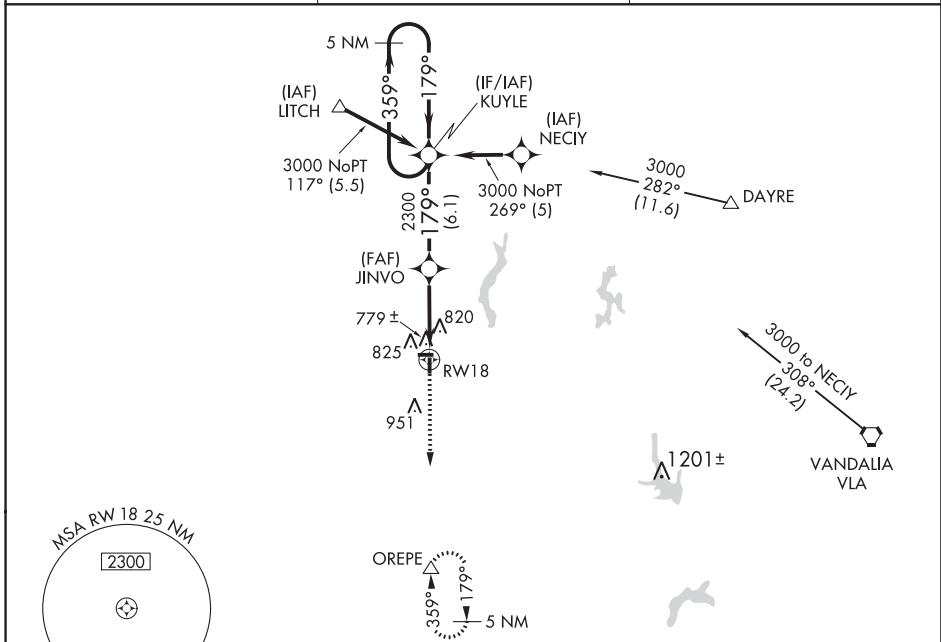 5 NM
359°
179°
(IAF)
LITCH
(IF/IAF)
KUYLE
(IAF)
NECIY
3000 NoPT
117° (5.5)
3000 NoPT
269° (5)
3000
282°
(11.6)
DAYRE
2300
179°
(6.1)
(FAF)
JINVO
779 ±
820
825
RW18
951
3000 to NECIY
308°
(24.2)
VANDALIA
VLA
1201±
MSA RW 18 25 NM
2300
OREPE
359°
179°
5 NM